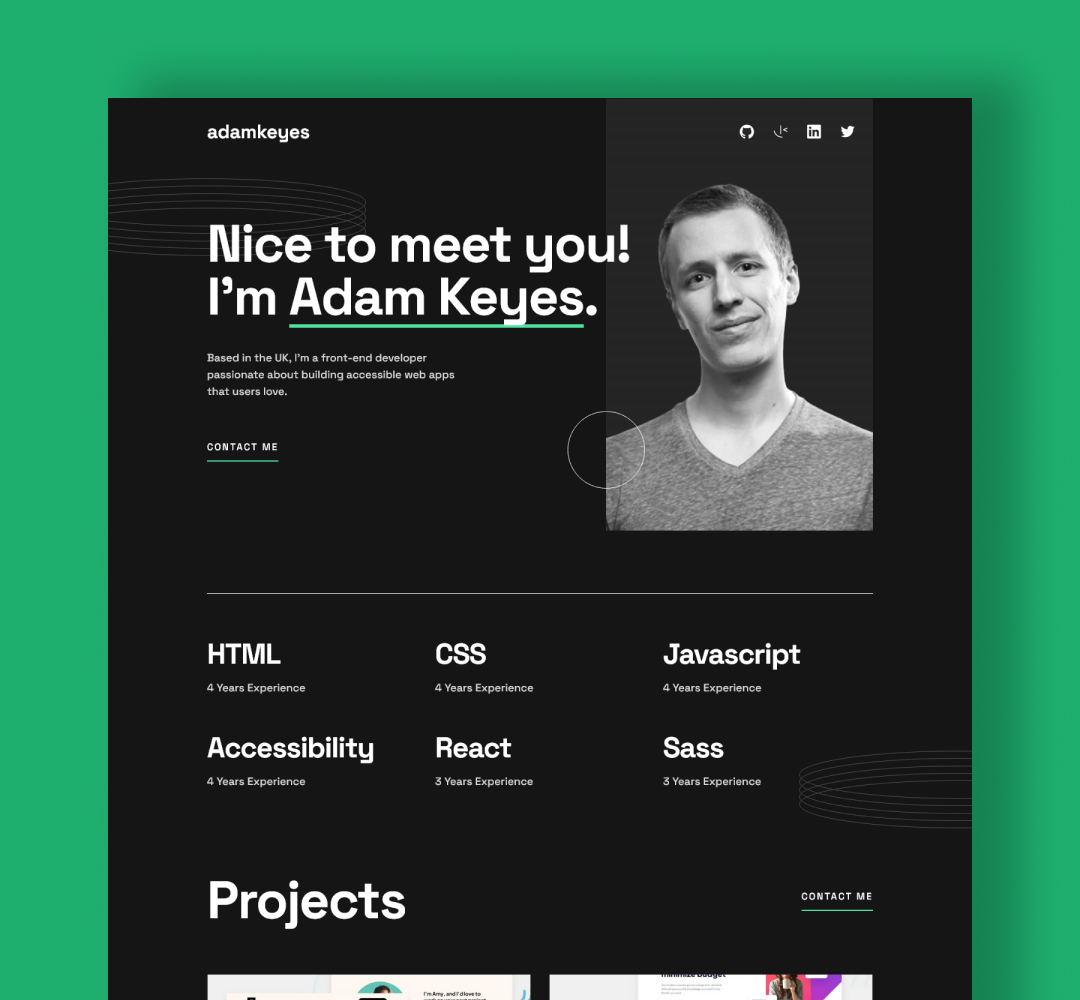 adamkeyes
Nice to meet you!
I'm Adam Keyes.
Based in the UK, I'm a front-end developer
passionate about building accessible web apps
that users love.
CONTACT ME
HTML
4 Years Experience
CSS
4 Years Experience
Javascript
4 Years Experience
Accessibility
4 Years Experience
React
3 Years Experience
Sass
3 Years Experience
Projects
CONTACT ME
I'm Amy, and I'd love to
minimize budget